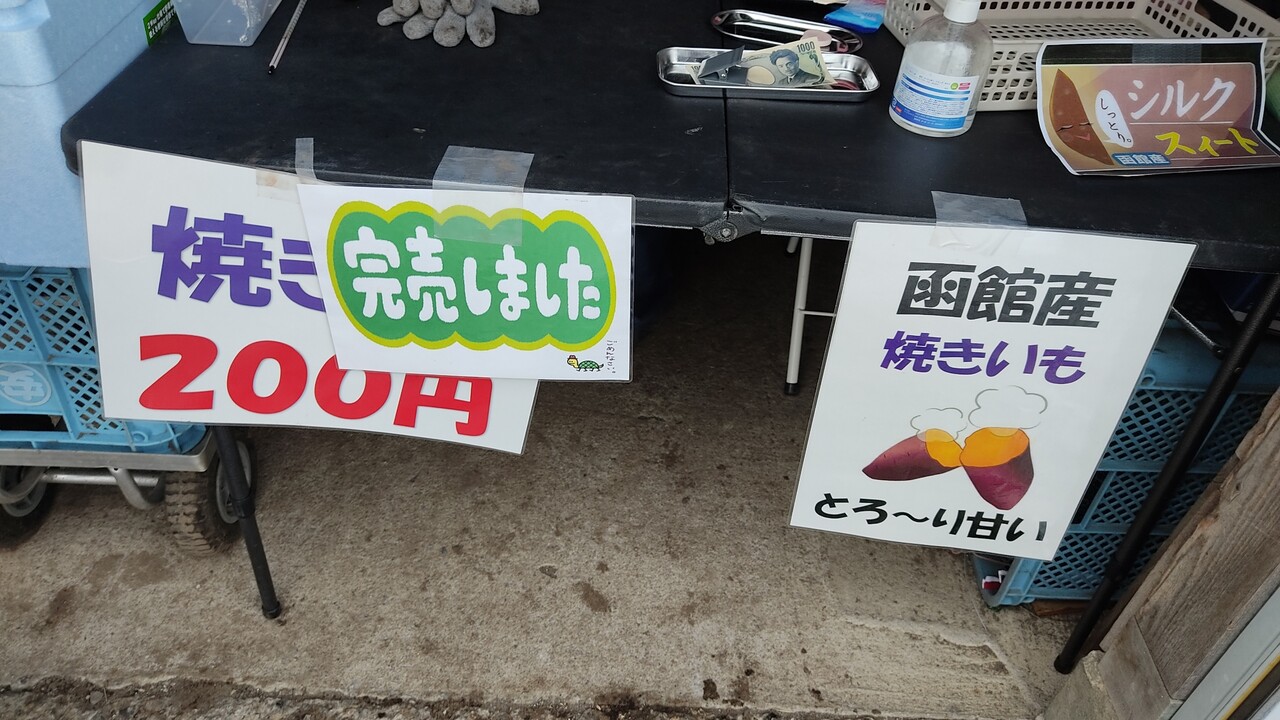 焼き
200円
完売しました
函館産
焼きいも
とろ～り甘い
しっとり。
シルク
スィート
函館産
1000